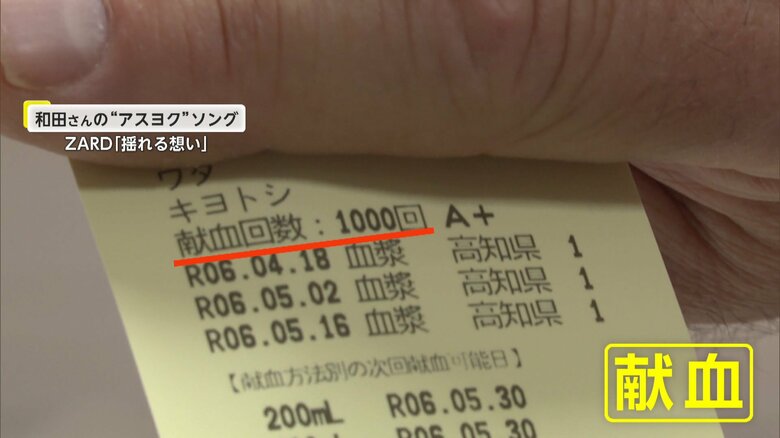 和田さんの“アスヨク”ソング
ZARD「揺れる想い」
ワダ
キヨトシ
献血回数：1000回 A+
R06.04.18 血漿 高知県 1
R06.05.02 血漿 高知県 1
R06.05.16 血漿 高知県 1
【献血方法別の次回献血可能日】
200mL R06.05.30
R06.05.30
献血